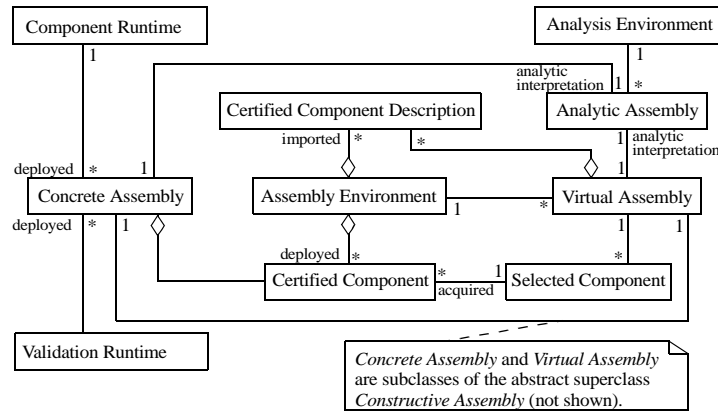 Component Runtime
Analysis Environment
1
1
analytic
interpretation
1
*
Certified Component Description
Analytic Assembly
imported
*
*
1
analytic
interpretation
deployed
*
1
1
Concrete Assembly
Assembly Environment
Virtual Assembly
deployed
*
1
1
*
1
1
deployed
*
*
Certified Component
*
acquired
1
Selected Component
Validation Runtime
Concrete Assembly and Virtual Assembly
are subclasses of the abstract superclass
Constructive Assembly (not shown).